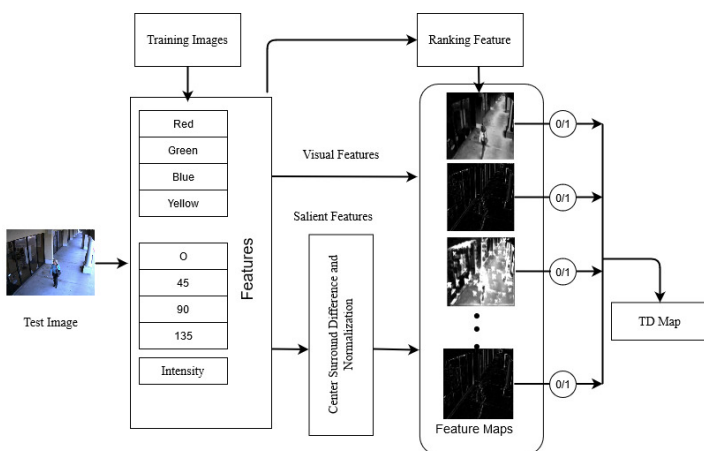 Training Images
Ranking Feature
Red
Green
Blue
Yellow
O
45
90
135
Intensity
Features
Test Image
Visual Features
Salient Features
Center Surround Difference and
Normalization
0/1
0/1
0/1
0/1
Feature Maps
TD Map